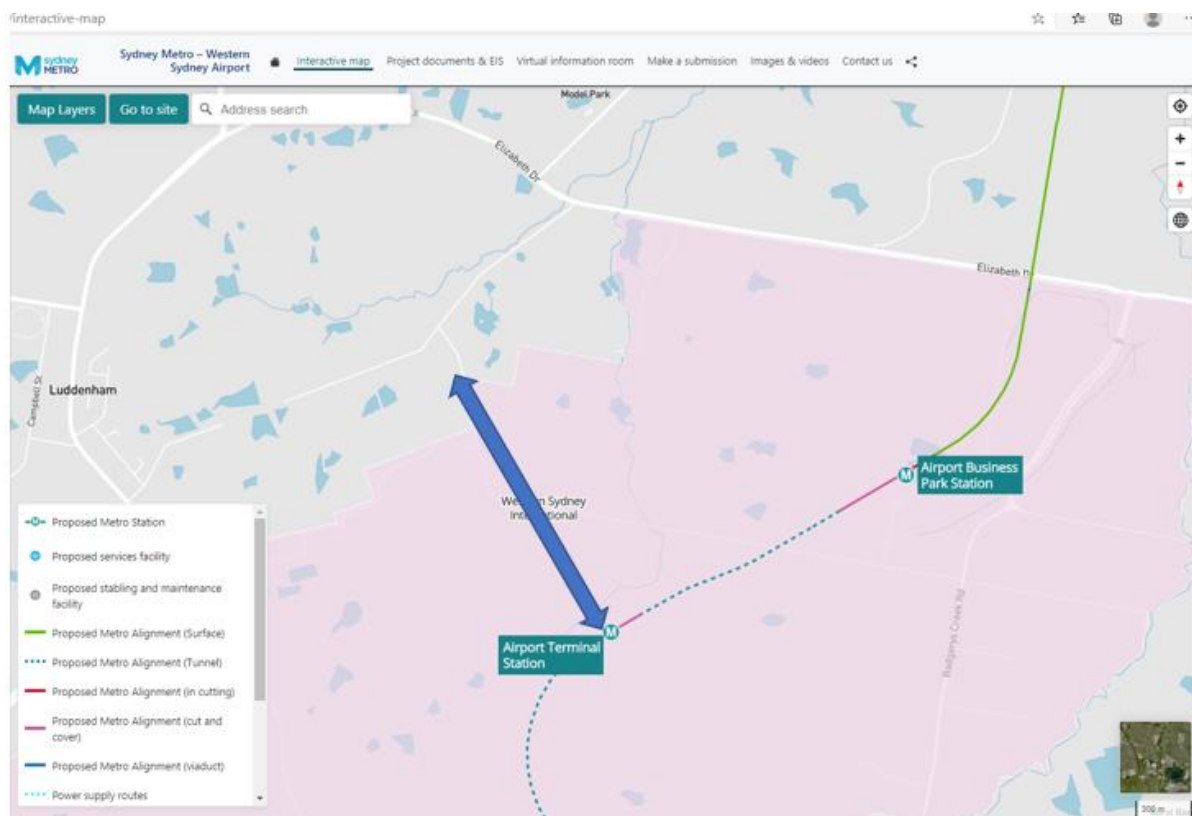 /interactive-map
sydney
METRO
Sydney Metro – Western
Sydney Airport
Interactive map
Project documents & EIS
Virtual information room
Make a submission
Images & videos
Contact us
Map Layers
Go to site
Address search
Model Park
Elizabeth Dr
Elizabeth
Luddenham
Campbell St
Airport Business
Park Station
Western Sydney
International
Badgerys Creek Rd
Airport Terminal
Station
Proposed Metro Station
Proposed services facility
Proposed stabling and maintenance
facility
Proposed Metro Alignment (Surface)
Proposed Metro Alignment (Tunnel)
Proposed Metro Alignment (in cutting)
Proposed Metro Alignment (cut and
cover)
Proposed Metro Alignment (viaduct)
Power supply routes
M
M
300 m